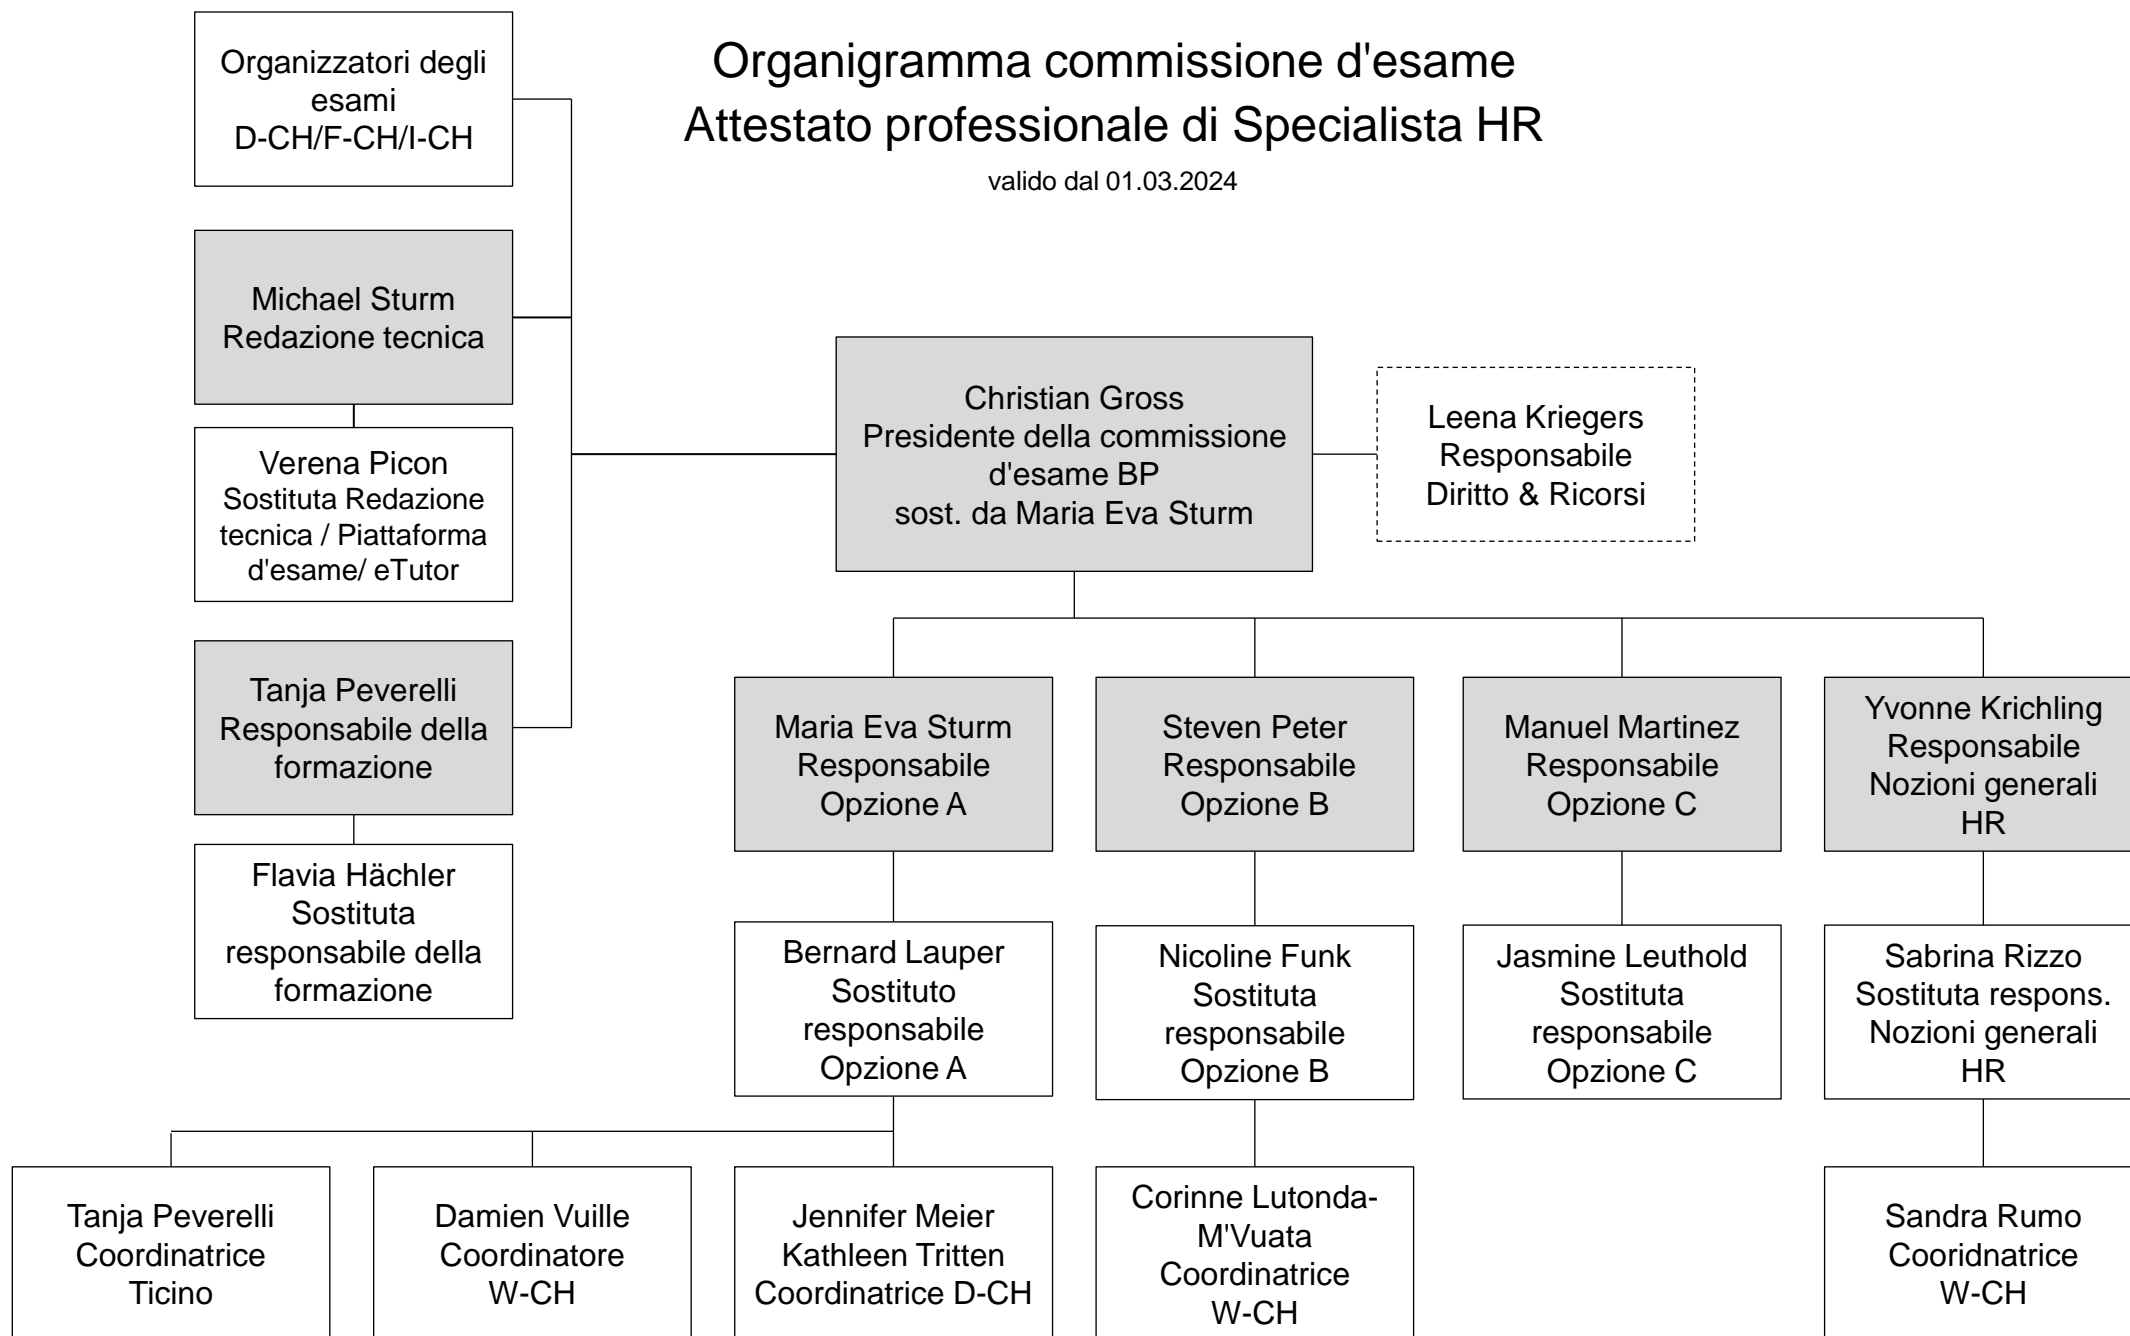 Organigramma commissione d'esame
Attestato professionale di Specialista HR
valido dal 01.03.2024
Organizzatori degli
esami
D-CH/F-CH/I-CH
Michael Sturm
Redazione tecnica
Verena Picon
Sostituta Redazione
tecnica / Piattaforma
d'esame/ eTutor
Tanja Peverelli
Responsabile della
formazione
Flavia Hächler
Sostituta
responsabile della
formazione
Christian Gross
Presidente della commissione
d'esame BP
sost. da Maria Eva Sturm
Leena Kriegers
Responsabile
Diritto & Ricorsi
Maria Eva Sturm
Responsabile
Opzione A
Steven Peter
Responsabile
Opzione B
Manuel Martinez
Responsabile
Opzione C
Yvonne Krichling
Responsabile
Nozioni generali
HR
Bernard Lauper
Sostituto
responsabile
Opzione A
Nicoline Funk
Sostituta
responsabile
Opzione B
Jasmine Leuthold
Sostituta
responsabile
Opzione C
Sabrina Rizzo
Sostituta respons.
Nozioni generali
HR
Tanja Peverelli
Coordinatrice
Ticino
Damien Vuille
Coordinatore
W-CH
Jennifer Meier
Kathleen Tritten
Coordinatrice D-CH
Corinne Lutonda-
M'Vuata
Coordinatrice
W-CH
Sandra Rumo
Cooridnatrice
W-CH